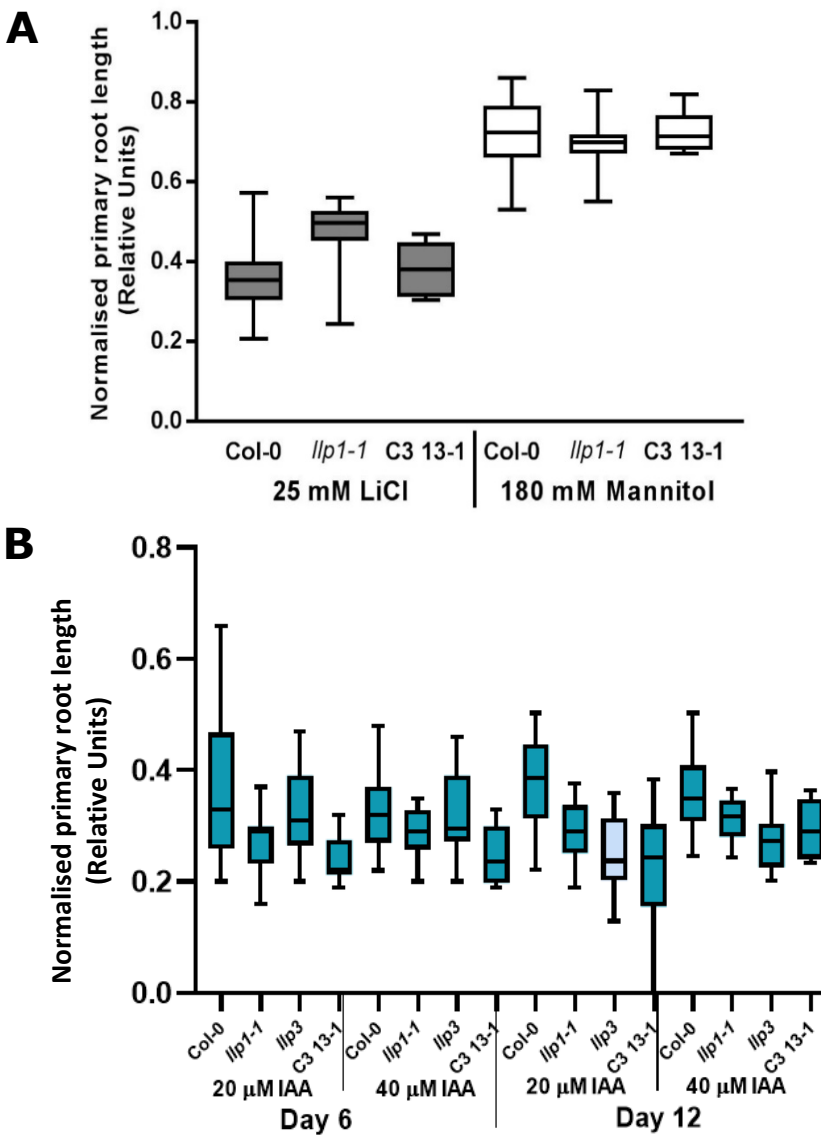 A
Normalised primary root length
(Relative Units)
1.0
0.8
0.6
0.4
0.2
0.0
Col-0 llp1-1 C3 13-1 Col-0 llp1-1 C3 13-1
25 mM LiCl 180 mM Mannitol
B
Normalised primary root length
(Relative Units)
0.8
0.6
0.4
0.2
0.0
Col-0 llp1-1 llp3 C3 13-1 Col-0 llp1-1 llp3 C3 13-1 Col-0 llp1-1 llp3 C3 13-1 Col-0 llp1-1 llp3 C3 13-1
20 μM IAA 40 μM IAA 20 μM IAA 40 μM IAA
Day 6 Day 12